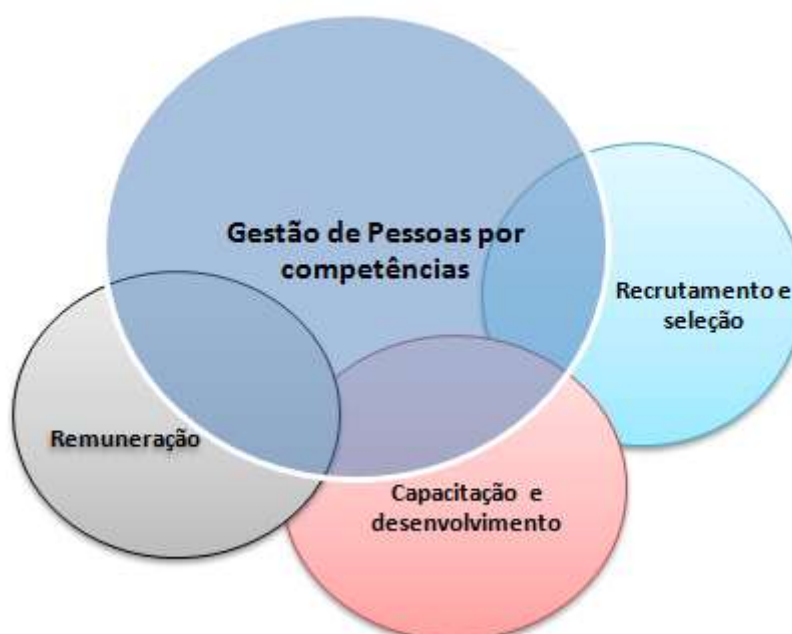 Gestão de Pessoas por
competências
Recrutamento e
seleção
Remuneração
Capacitação e
desenvolvimento